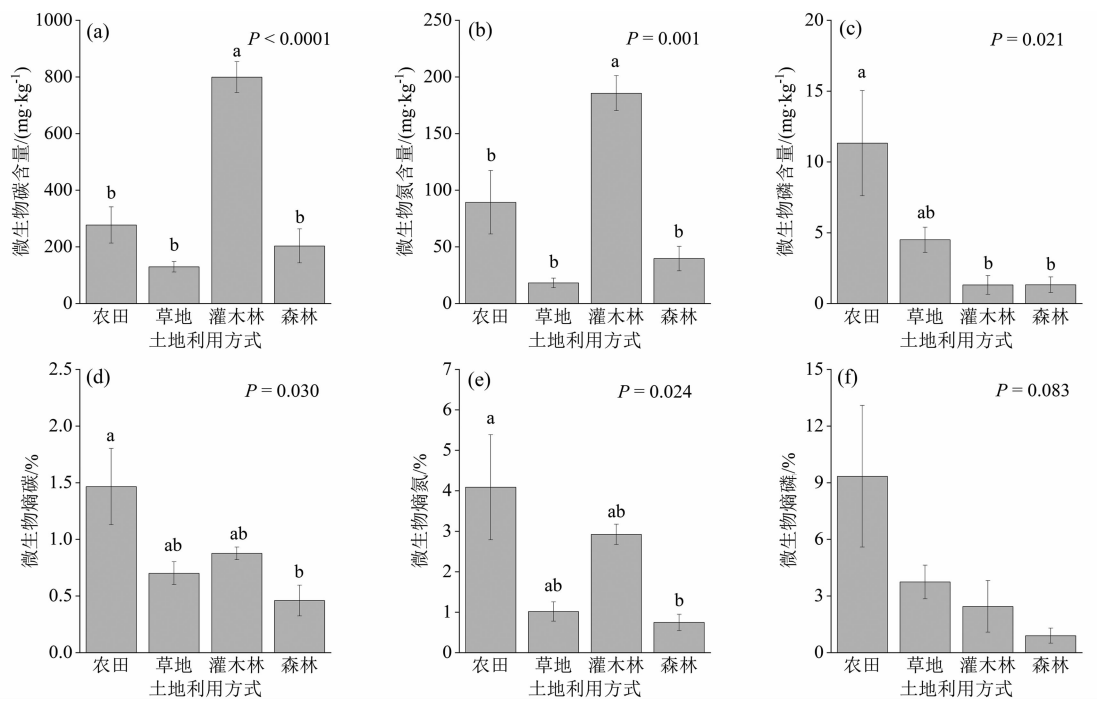 (a)
P < 0.0001
1000
800
600
400
200
0
微生物碳含量/(mg·kg⁻¹)
b
b
a
b
农田 草地 灌木林 森林
土地利用方式
(b)
P = 0.001
250
200
150
100
50
0
微生物氮含量/(mg·kg⁻¹)
b
b
a
b
农田 草地 灌木林 森林
土地利用方式
(c)
P = 0.021
20
15
10
5
0
微生物磷含量/(mg·kg⁻¹)
a
ab
b
b
农田 草地 灌木林 森林
土地利用方式
(d)
P = 0.030
2.5
2.0
1.5
1.0
0.5
0.0
微生物熵碳/%
a
ab
ab
b
农田 草地 灌木林 森林
土地利用方式
(e)
P = 0.024
7
6
5
4
3
2
1
0
微生物熵氮/%
a
ab
ab
b
农田 草地 灌木林 森林
土地利用方式
(f)
P = 0.083
15
12
9
6
3
0
微生物熵磷/%
农田 草地 灌木林 森林
土地利用方式